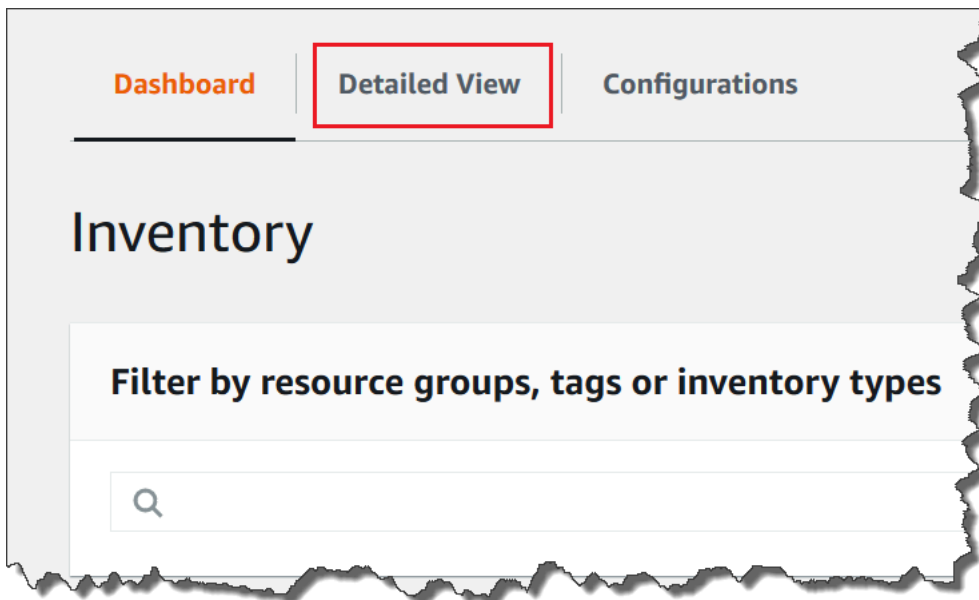 Dashboard Detailed View Configurations
Inventory
Filter by resource groups, tags or inventory types